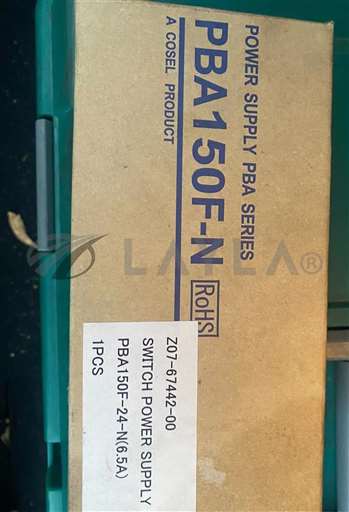 POWER SUPPLY PBA SERIES
PBA150F-N
RoHS
A COSEL PRODUCT
Z07-67442-00
SWITCH POWER SUPPLY
PBA150F-24-N(6.5A)
1PCS
LATEA®